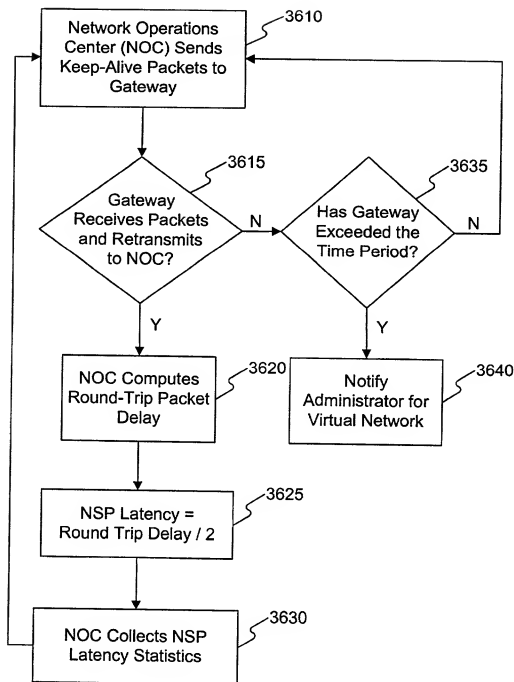 3610
Network Operations
Center (NOC) Sends
Keep-Alive Packets to
Gateway
3615
Gateway
Receives Packets
and Retransmits
to NOC?
N
3635
Has Gateway
Exceeded the
Time Period?
N
Y
Y
3620
NOC Computes
Round-Trip Packet
Delay
3640
Notify
Administrator for
Virtual Network
3625
NSP Latency =
Round Trip Delay / 2
3630
NOC Collects NSP
Latency Statistics